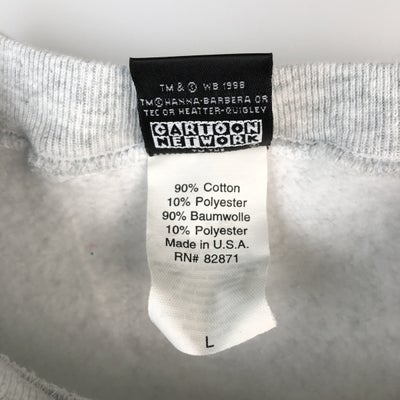 TM & © WB 1998
TM © HANNA-BARBERA OR
TEC OR HEATTER-QUIGLEY
CARTOON
NETWORK
90% Cotton
10% Polyester
90% Baumwolle
10% Polyester
Made in U.S.A.
RN# 82871
L